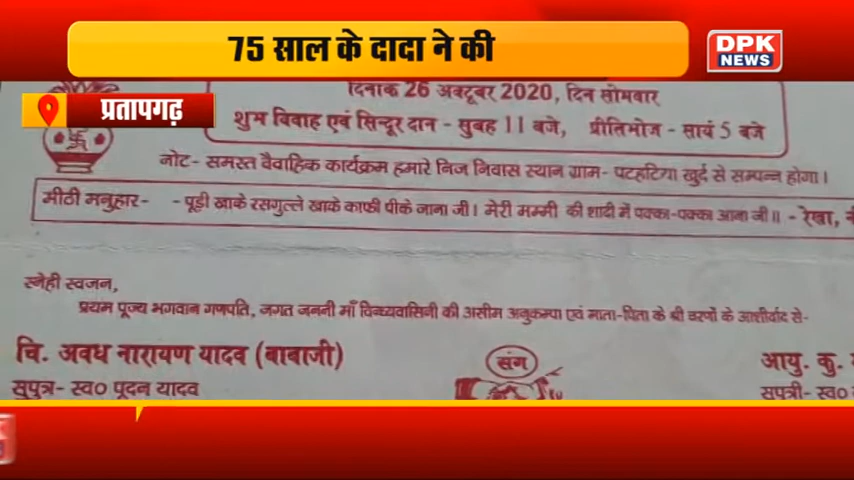 75 साल के दादा ने की
DPK
NEWS
प्रतापगढ़
दिनांक 26 अक्टूबर 2020, दिन सोमवार
शुभ विवाह एवं सिन्दूर दान - सुबह 11 बजे, प्रीतिभोज - सायं 5 बजे
नोट- समस्त वैवाहिक कार्यक्रम हमारे निज निवास स्थान ग्राम- पटहटिया खुर्द से सम्पन्न होगा।
मीठी मनुहार- - पूड़ी खाके रसगुल्ले खाके काफी पीके जाना जी। मेरी मम्मी की शादी में पक्का-पक्का आना जी॥ - रेखा,
स्नेही स्वजन,
प्रथम पूज्य भगवान गणपति, जगत जननी माँ विन्ध्यवासिनी की असीम अनुकम्पा एवं माता-पिता के श्री चरणों के आशीर्वाद से-
चि. अवध नारायण यादव (बाबाजी)
संग
आयु. कु.
सुपुत्र- स्व० पूदन यादव
सुपुत्री- स्व०